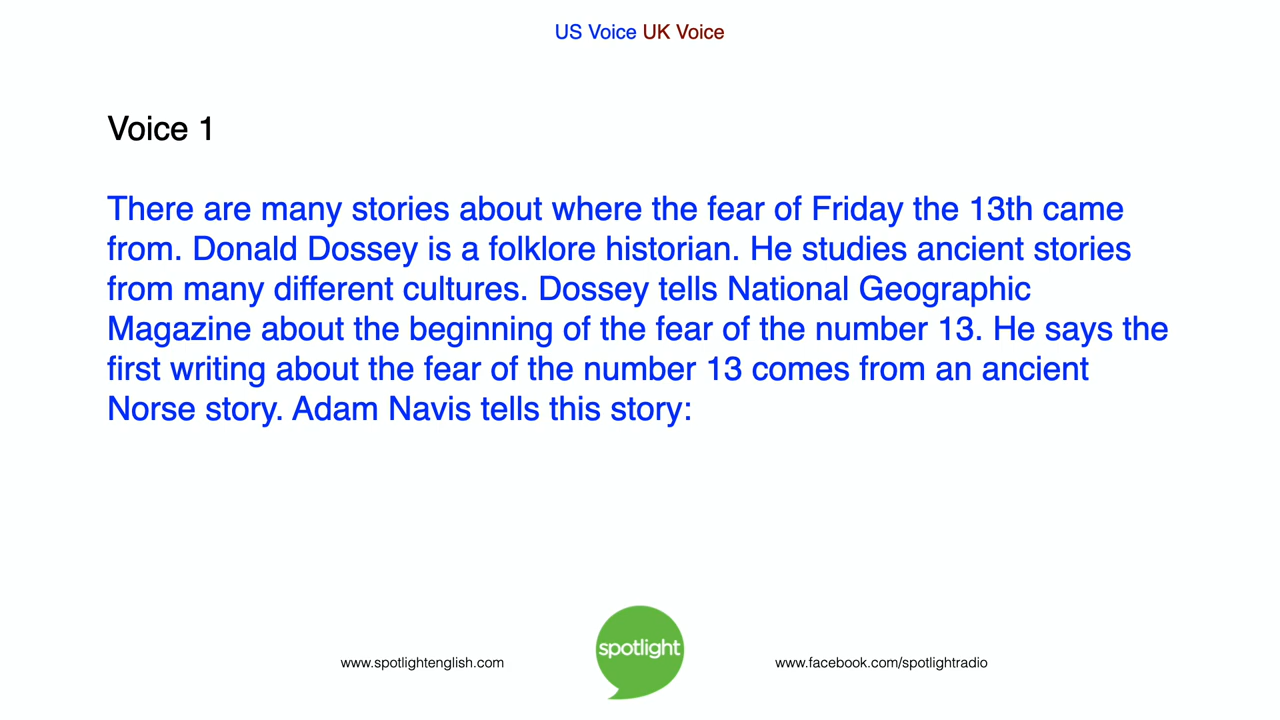 US Voice UK Voice
Voice 1
There are many stories about where the fear of Friday the 13th came
from. Donald Dossey is a folklore historian. He studies ancient stories
from many different cultures. Dossey tells National Geographic
Magazine about the beginning of the fear of the number 13. He says the
first writing about the fear of the number 13 comes from an ancient
Norse story. Adam Navis tells this story:
spotlight
www.spotlightenglish.com
www.facebook.com/spotlightradio